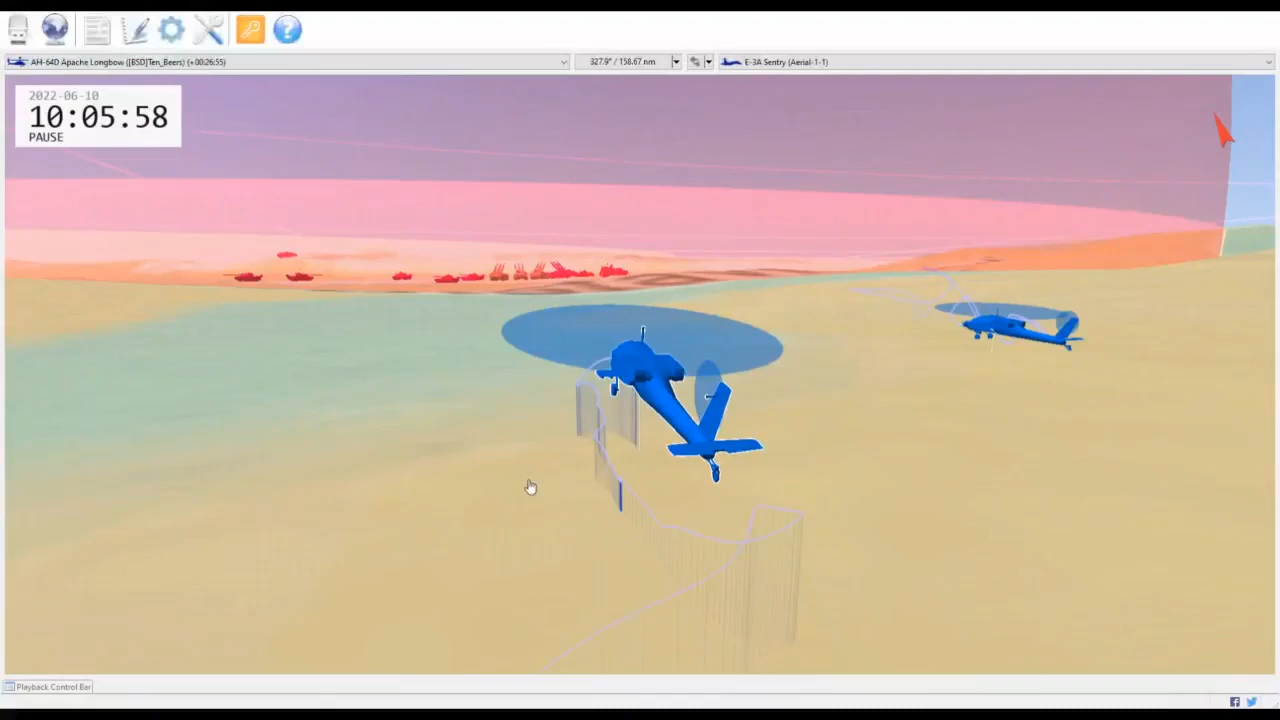 AH-64D Apache Longbow ([BSD]Ten_Beers) (+00:26:55)
327.9° / 158.67 nm
E-3A Sentry (Aerial-1-1)
2022-06-10
10:05:58
PAUSE
Playback Control Bar